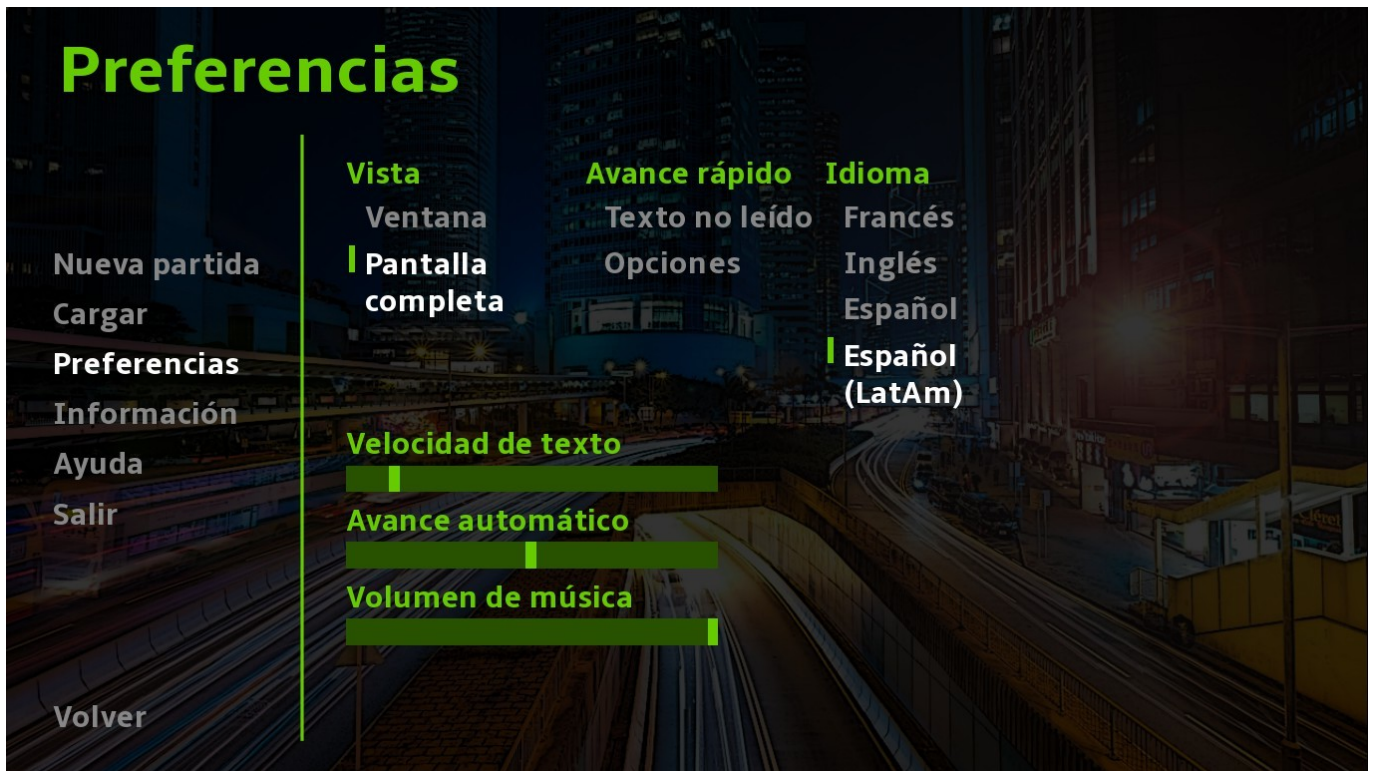 Preferencias
Nueva partida
Cargar
Preferencias
Información
Ayuda
Salir
Volver
Vista
Ventana
Pantalla
completa
Avance rápido
Texto no leído
Opciones
Idioma
Francés
Inglés
Español
Español
(LatAm)
Velocidad de texto
Avance automático
Volumen de música